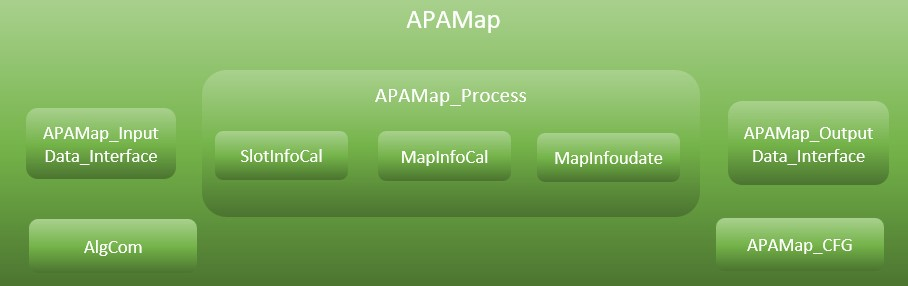 APAMap
APAMap_Process
APAMap_Input
Data_Interface
SlotInfoCal
MapInfoCal
MapInfoudate
APAMap_Output
Data_Interface
AlgCom
APAMap_CFG